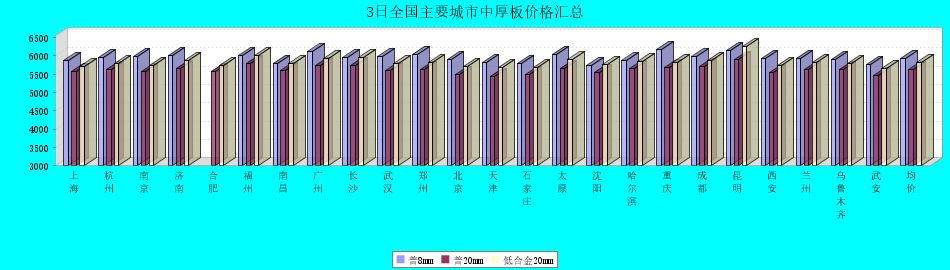 3日全国主要城市中厚板价格汇总
6500
6000
5500
5000
4500
4000
3500
3000
上海
杭州
南京
济南
合肥
福州
南昌
广州
长沙
武汉
郑州
北京
天津
石家庄
太原
沈阳
哈尔滨
重庆
成都
昆明
西安
兰州
乌鲁木齐
武安
均价
普8mm 普20mm 低合金20mm